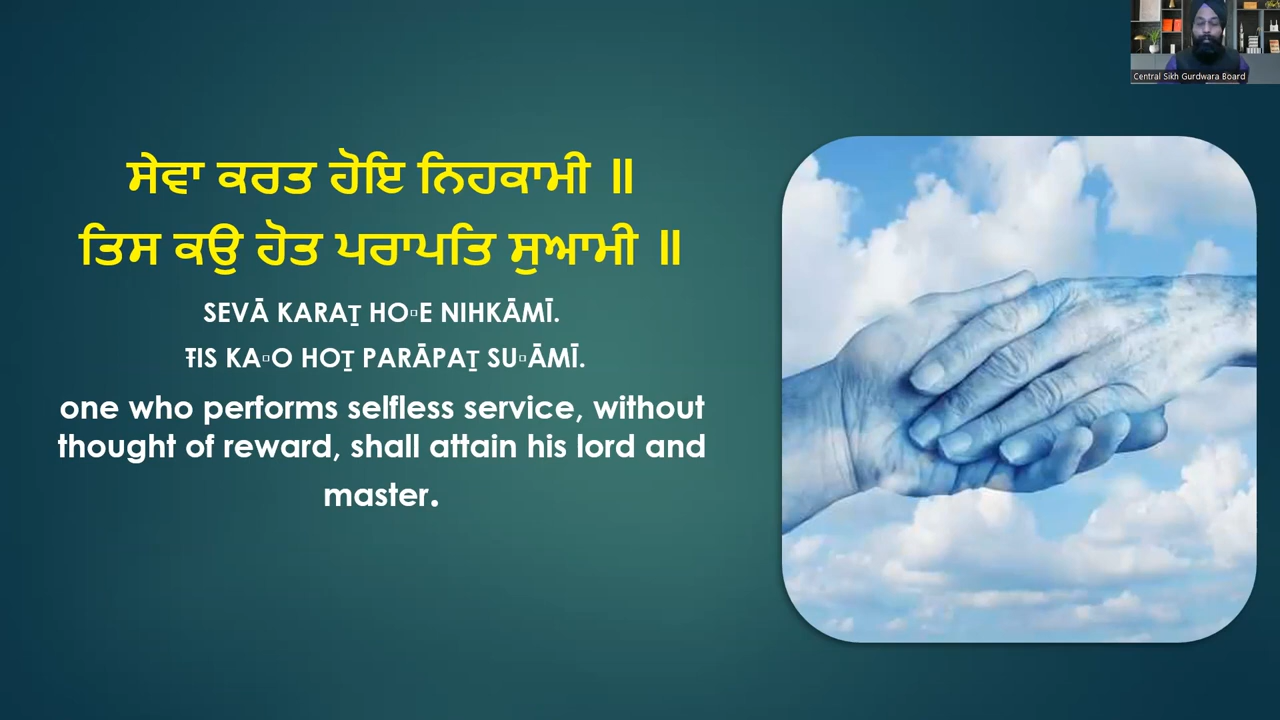 Central Sikh Gurdwara Board
ਸੇਵਾ ਕਰਤ ਹੋਇ ਨਿਹਕਾਮੀ ॥
ਤਿਸ ਕਉ ਹੋਤ ਪਰਾਪਤਿ ਸੁਆਮੀ ॥
SEVĀ KARAṮ HO▫E NIHKĀMĪ.
ŦIS KA▫O HOṮ PARĀPAṮ SU▫ĀMĪ.
one who performs selfless service, without
thought of reward, shall attain his lord and
master.